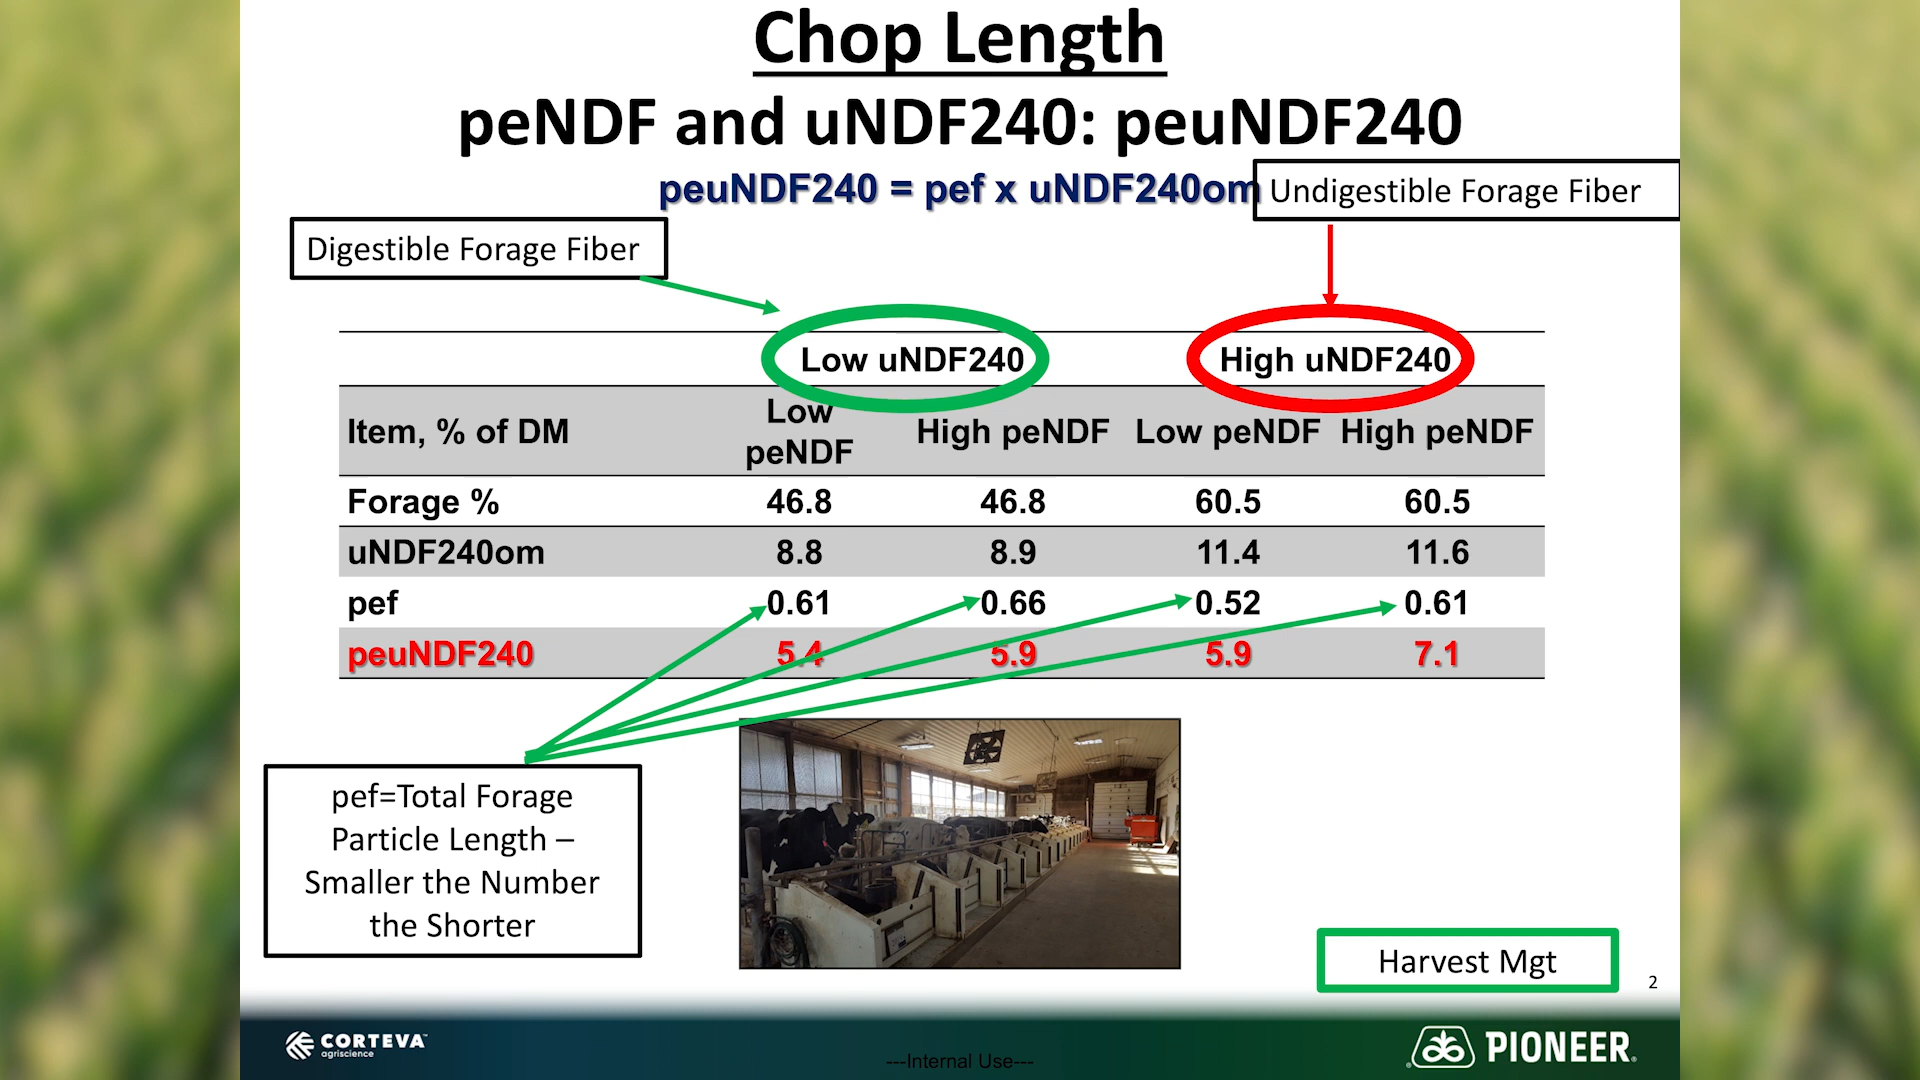 Chop Length
peNDF and uNDF240: peuNDF240
peuNDF240 = pef x uNDF240om
Undigestible Forage Fiber
Digestible Forage Fiber
Low uNDF240 High uNDF240
Item, % of DM Low peNDF High peNDF Low peNDF High peNDF
Forage % 46.8 46.8 60.5 60.5
uNDF240om 8.8 8.9 11.4 11.6
pef 0.61 0.66 0.52 0.61
peuNDF240 5.4 5.9 5.9 7.1
pef=Total Forage
Particle Length –
Smaller the Number
the Shorter
Harvest Mgt
2
CORTEVA™
agriscience
---Internal Use---
PIONEER®